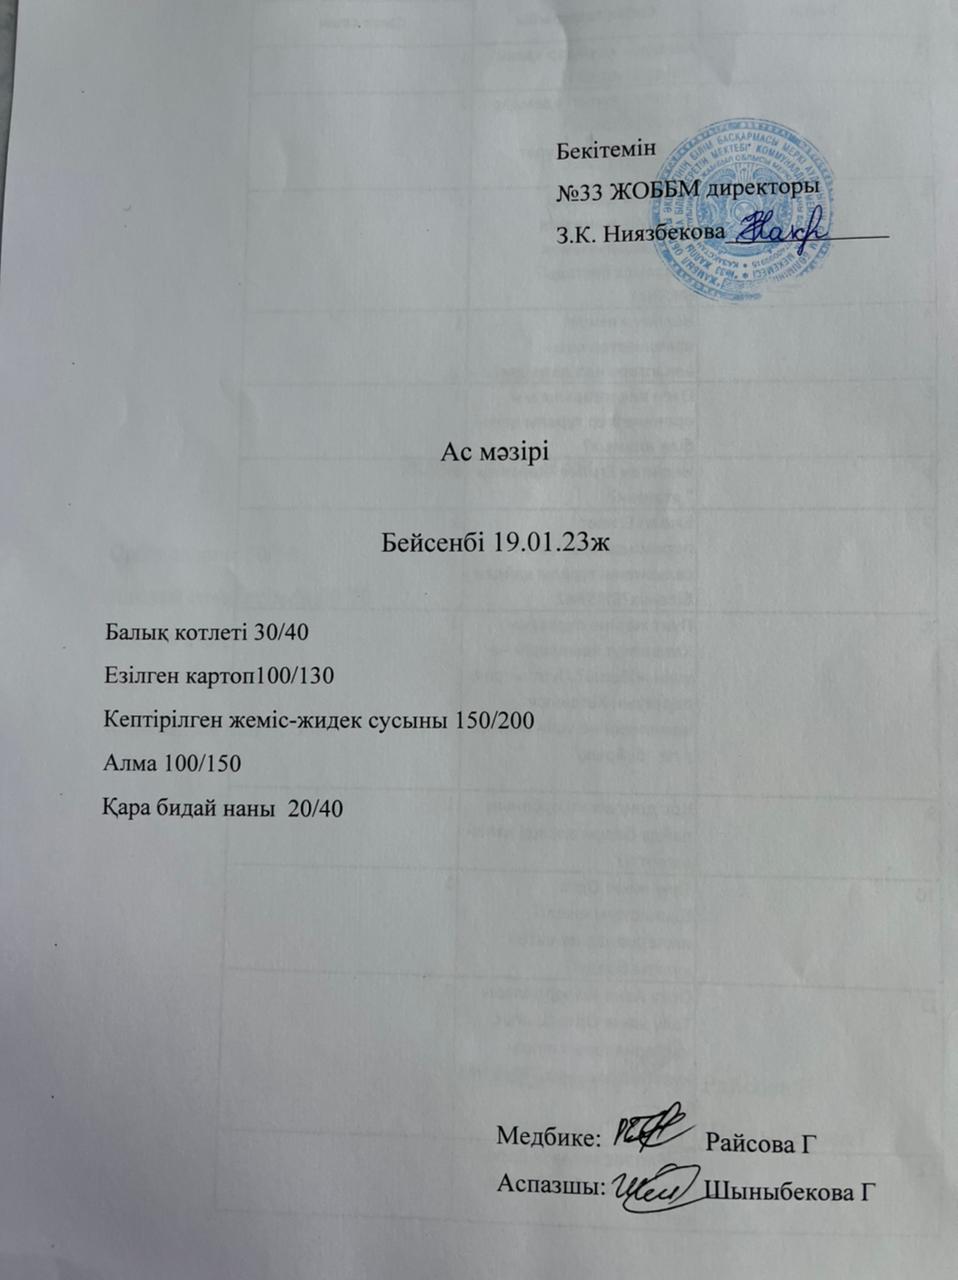 Бекітемін
№33 ЖОББМ директоры
З.К. Ниязбекова
Ас мәзірі
Бейсенбі 19.01.23ж
Балық котлеті 30/40
Езілген картоп100/130
Кептірілген жеміс-жидек сусыны 150/200
Алма 100/150
Қара бидай наны 20/40
Медбике: Райсова Г
Аспазшы: Шыныбекова Г